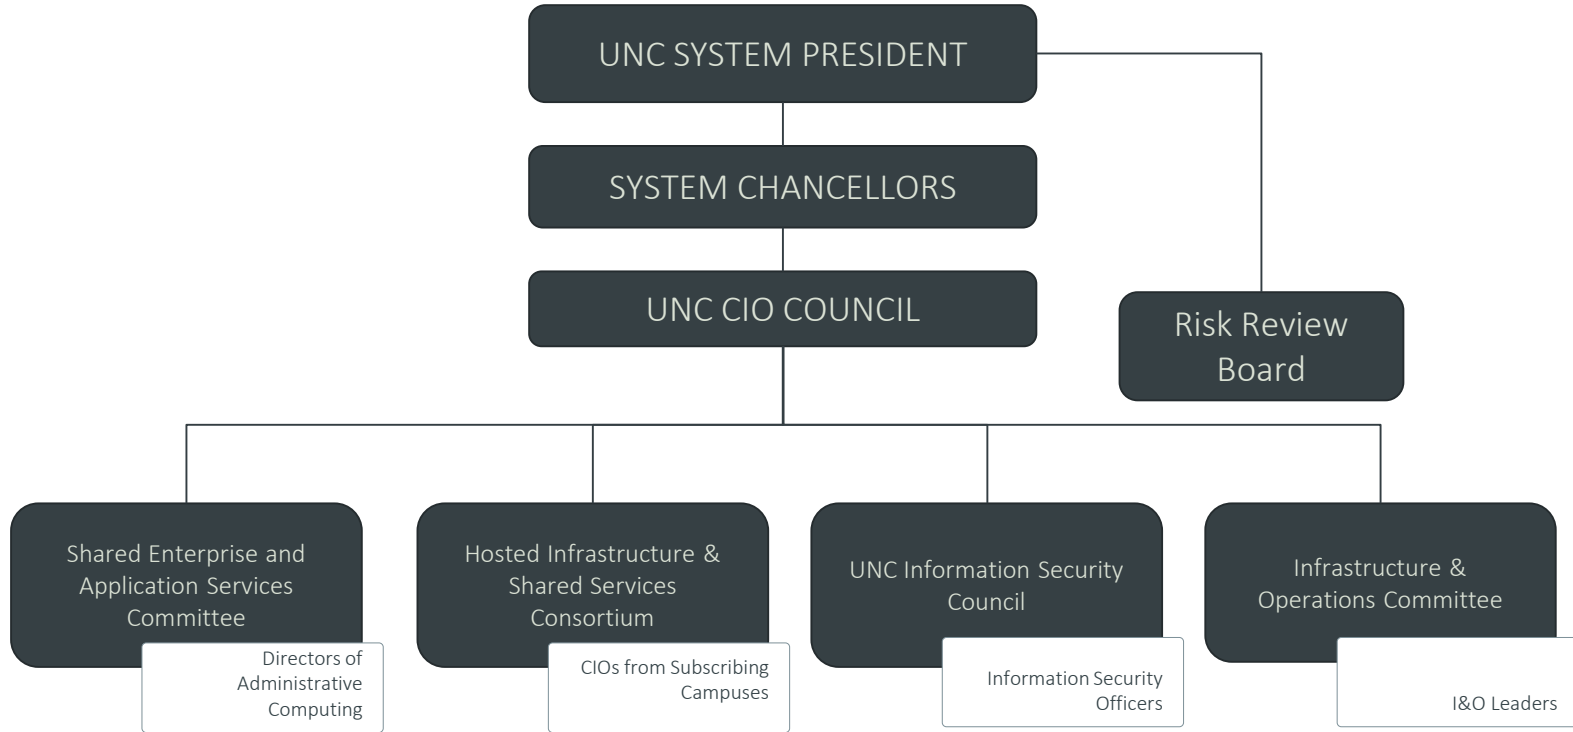 UNC SYSTEM PRESIDENT
SYSTEM CHANCELLORS
UNC CIO COUNCIL
Risk Review
Board
Shared Enterprise and
Application Services
Committee
Directors of
Administrative
Computing
Hosted Infrastructure &
Shared Services
Consortium
CIOs from Subscribing
Campuses
UNC Information Security
Council
Information Security
Officers
Infrastructure &
Operations Committee
I&O Leaders